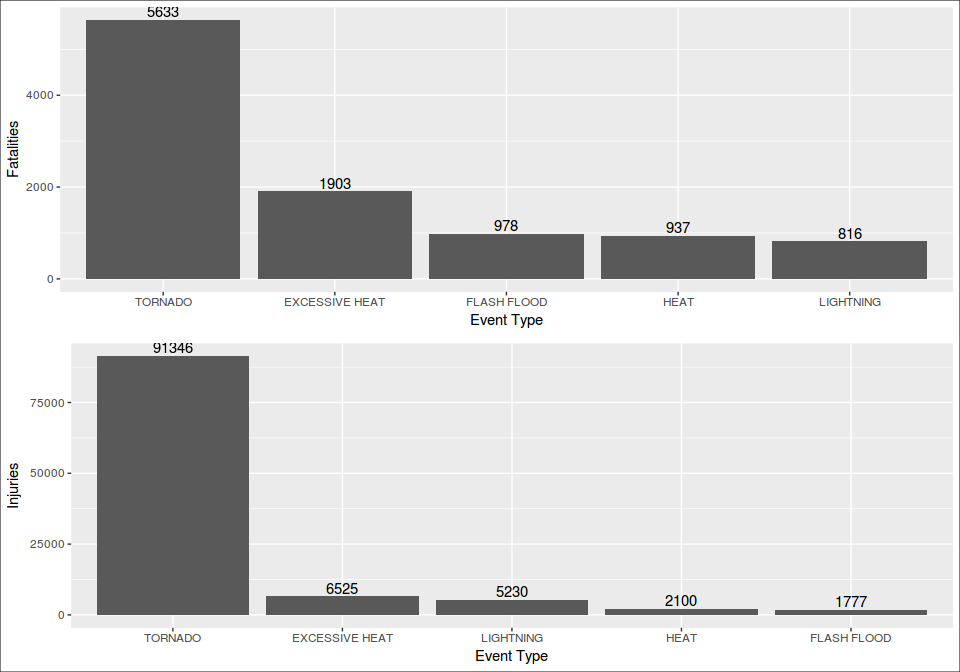 5633
4000
1903
2000
978
937
816
0
TORNADO EXCESSIVE HEAT FLASH FLOOD HEAT LIGHTNING
Event Type
Fatalities
91346
75000
50000
25000
6525
5230
2100
1777
0
TORNADO EXCESSIVE HEAT LIGHTNING HEAT FLASH FLOOD
Event Type
Injuries